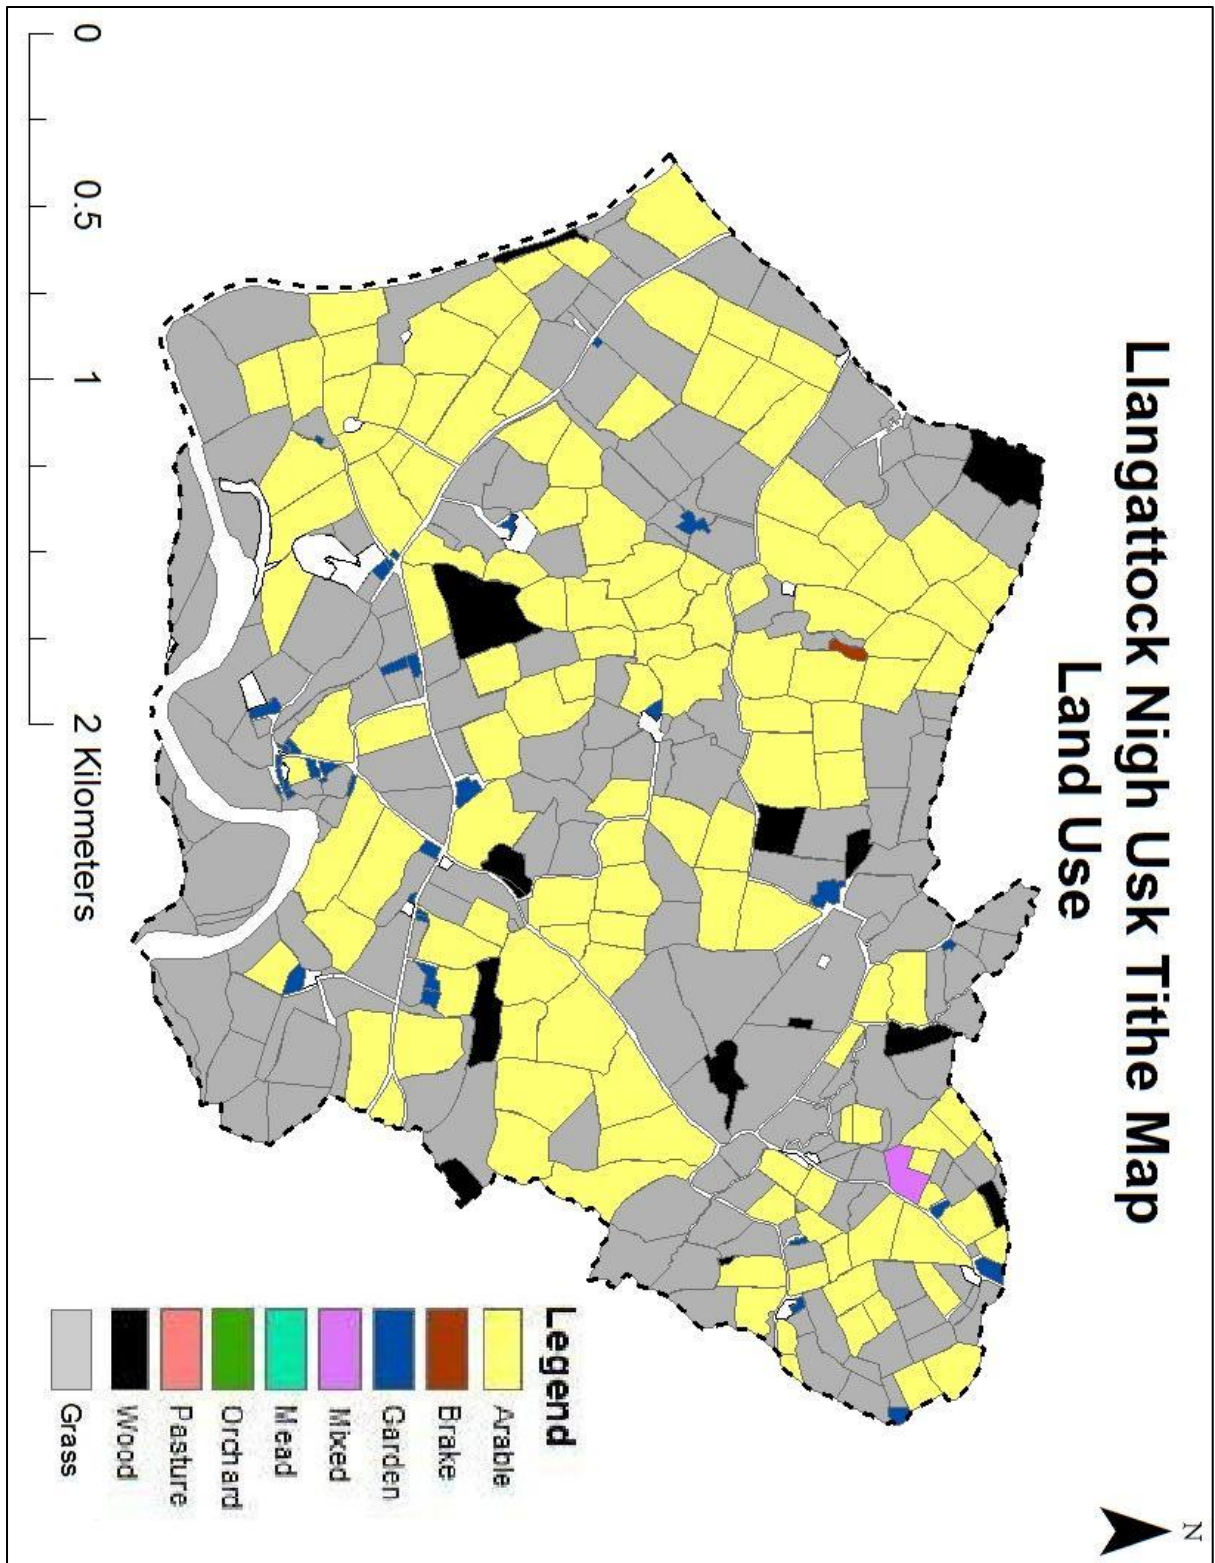 Llangattock Nigh Usk Tithe Map
Land Use
N
Legend
Arable
Brake
Garden
Mixed
Mead
Orchard
Pasture
Wood
Grass
0 0.5 1 2 Kilometers